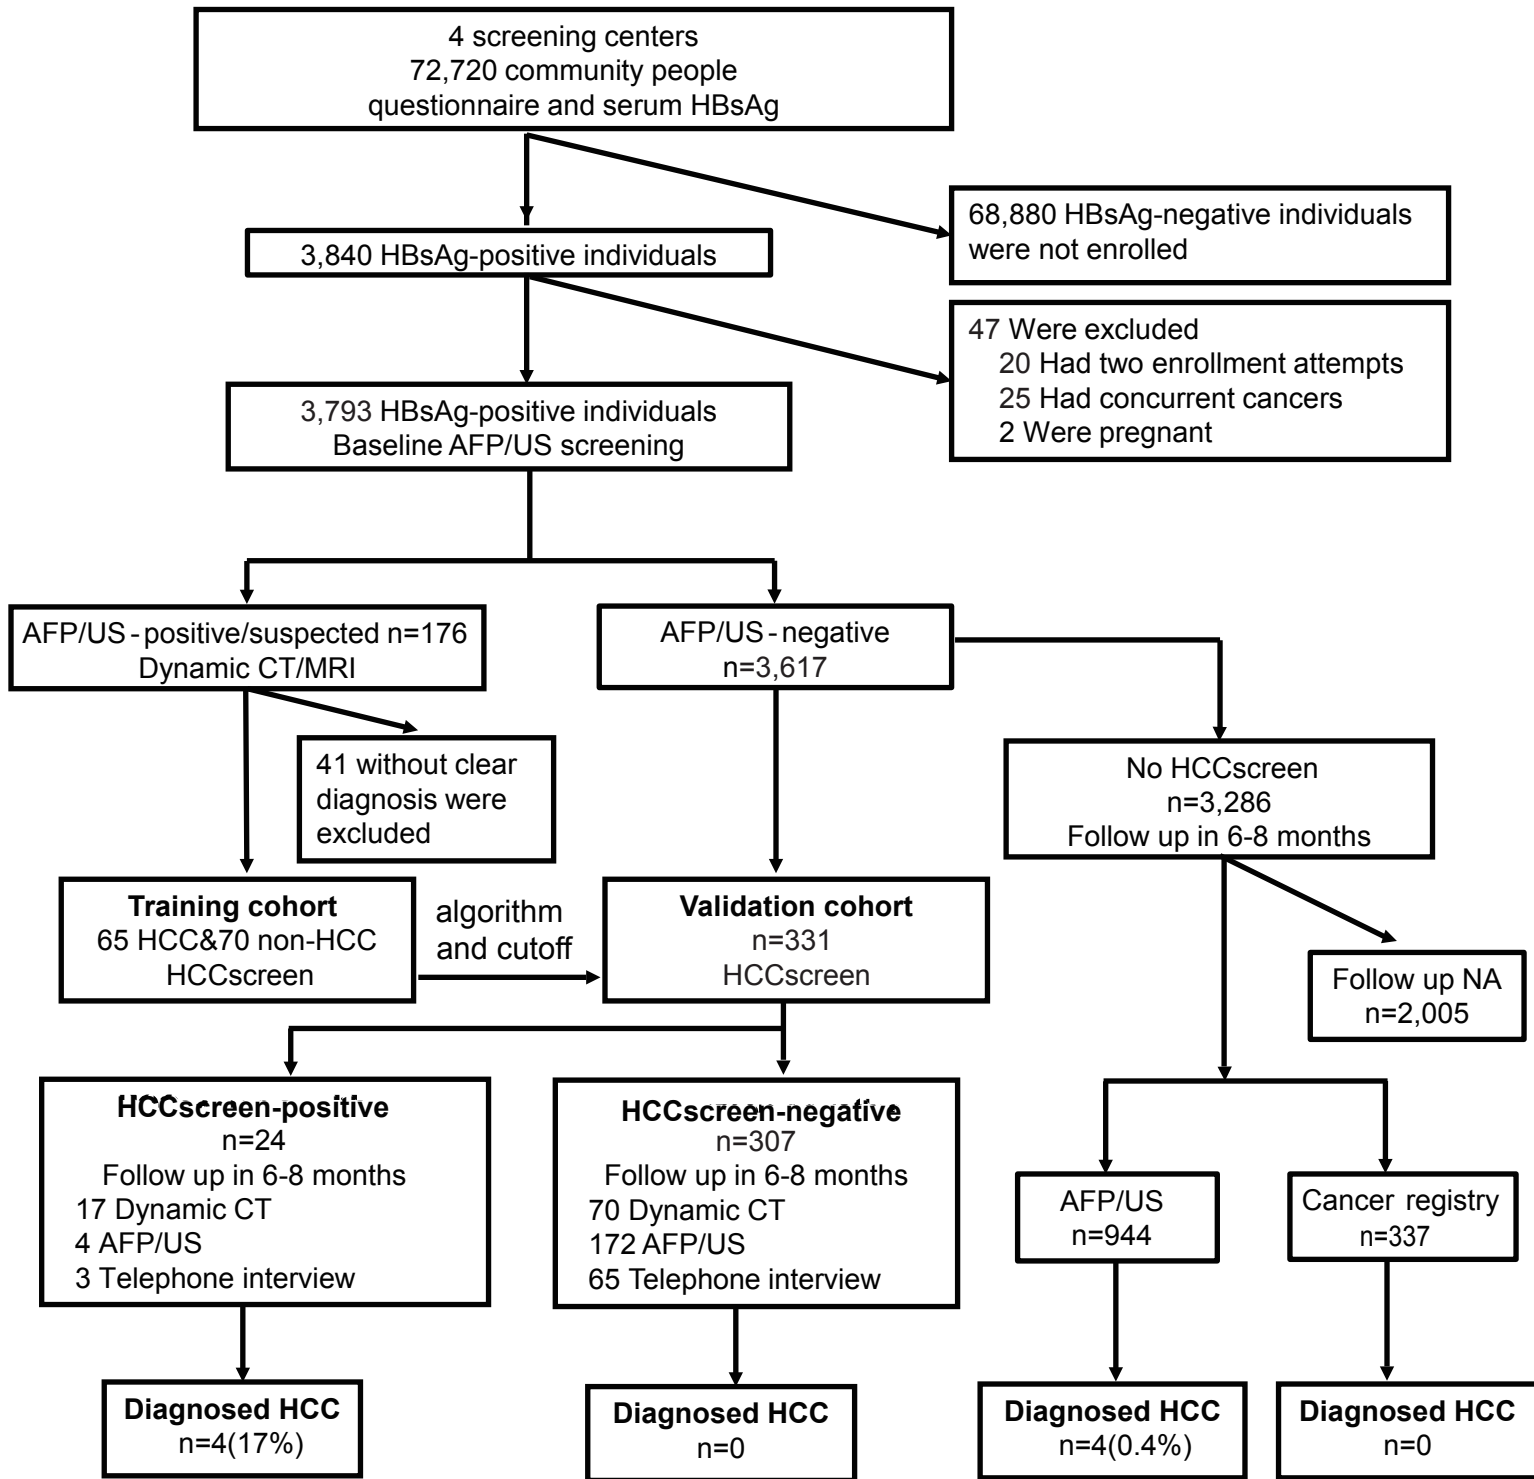 4 screening centers
72,720 community people
questionnaire and serum HBsAg
68,880 HBsAg-negative individuals
were not enrolled
3,840 HBsAg-positive individuals
47 Were excluded
20 Had two enrollment attempts
25 Had concurrent cancers
2 Were pregnant
3,793 HBsAg-positive individuals
Baseline AFP/US screening
AFP/US-positive/suspected n=176
Dynamic CT/MRI
AFP/US-negative
n=3,617
41 without clear
diagnosis were
excluded
No HCCscreen
n=3,286
Follow up in 6-8 months
Training cohort
65 HCC&70 non-HCC
HCCscreen
algorithm
and cutoff
Validation cohort
n=331
HCCscreen
Follow up NA
n=2,005
HCCscreen-positive
n=24
Follow up in 6-8 months
17 Dynamic CT
4 AFP/US
3 Telephone interview
HCCscreen-negative
n=307
Follow up in 6-8 months
70 Dynamic CT
172 AFP/US
65 Telephone interview
AFP/US
n=944
Cancer registry
n=337
Diagnosed HCC
n=4(17%)
Diagnosed HCC
n=0
Diagnosed HCC
n=4(0.4%)
Diagnosed HCC
n=0